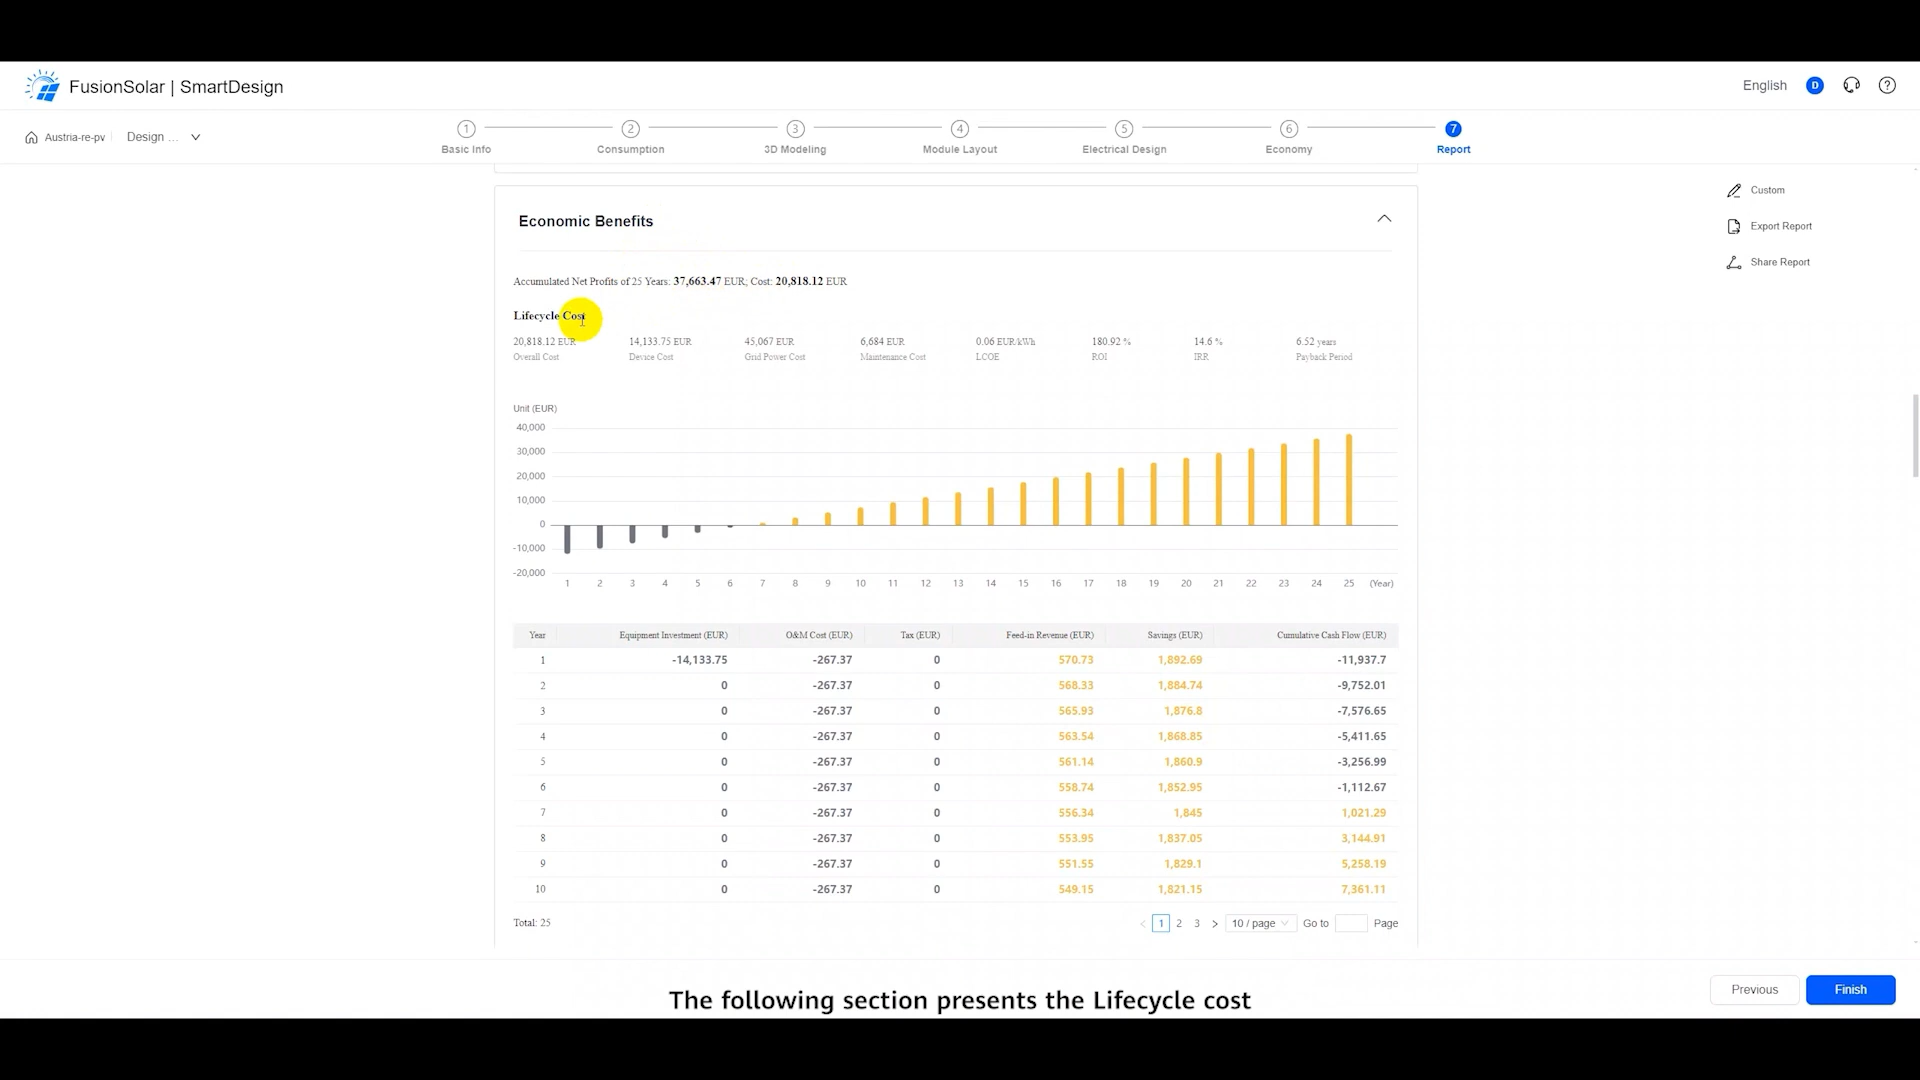 FusionSolar | SmartDesign
English D ?
Austria-re-pv Design ...
1 2 3 4 5 6 7
Basic Info Consumption 3D Modeling Module Layout Electrical Design Economy Report
Custom
Export Report
Share Report
Economic Benefits
Accumulated Net Profits of 25 Years: 37,663.47 EUR; Cost: 20,818.12 EUR
Lifecycle Cost
20,818.12 EUR 14,133.75 EUR 45,067 EUR 6,684 EUR 0.06 EUR/kWh 180.92 % 14.6 % 6.52 years
Overall Cost Device Cost Grid Power Cost Maintenance Cost LCOE ROI IRR Payback Period
Unit (EUR)
40,000
30,000
20,000
10,000
0
-10,000
-20,000
1 2 3 4 5 6 7 8 9 10 11 12 13 14 15 16 17 18 19 20 21 22 23 24 25 (Year)
Year Equipment Investment (EUR) O&M Cost (EUR) Tax (EUR) Feed-in Revenue (EUR) Savings (EUR) Cumulative Cash Flow (EUR)
1 -14,133.75 -267.37 0 570.73 1,892.69 -11,937.7
2 0 -267.37 0 568.33 1,884.74 -9,752.01
3 0 -267.37 0 565.93 1,876.8 -7,576.65
4 0 -267.37 0 563.54 1,868.85 -5,411.65
5 0 -267.37 0 561.14 1,860.9 -3,256.99
6 0 -267.37 0 558.74 1,852.95 -1,112.67
7 0 -267.37 0 556.34 1,845 1,021.29
8 0 -267.37 0 553.95 1,837.05 3,144.91
9 0 -267.37 0 551.55 1,829.1 5,258.19
10 0 -267.37 0 549.15 1,821.15 7,361.11
Total: 25 < 1 2 3 > 10 / page Go to Page
Previous Finish
The following section presents the Lifecycle cost